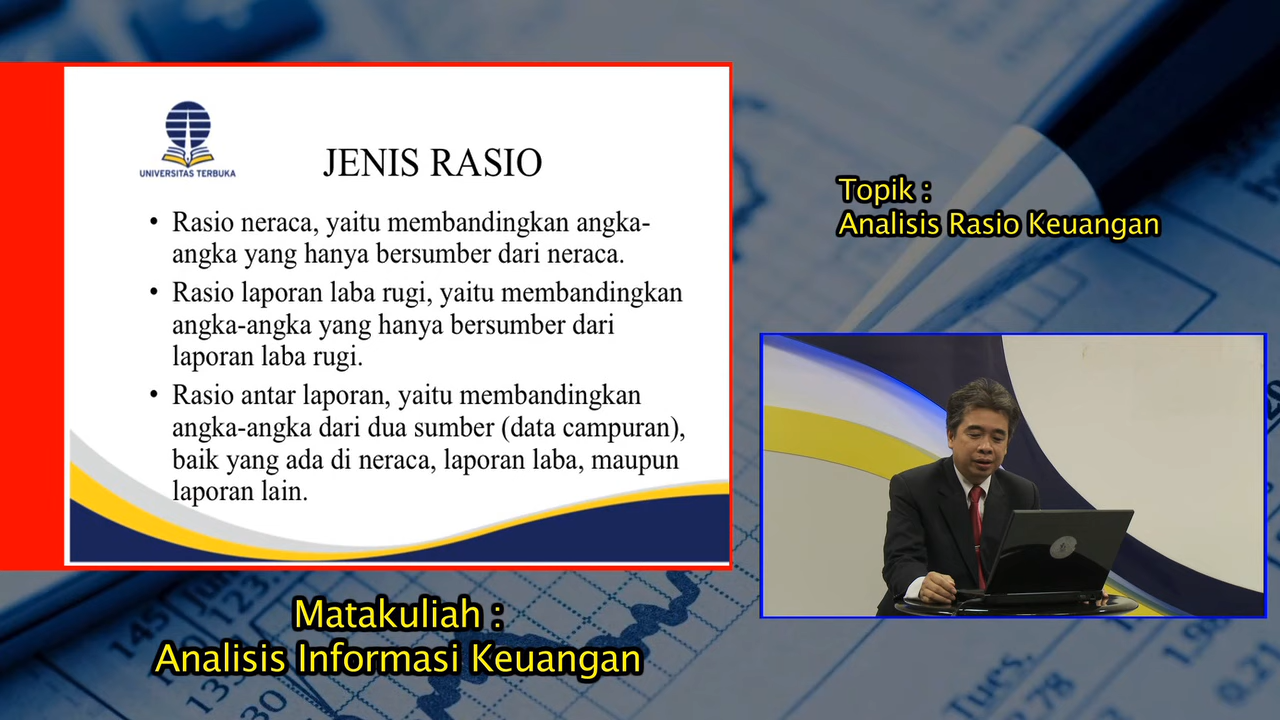 UNIVERSITAS TERBUKA
JENIS RASIO
• Rasio neraca, yaitu membandingkan angka-
angka yang hanya bersumber dari neraca.
• Rasio laporan laba rugi, yaitu membandingkan
angka-angka yang hanya bersumber dari
laporan laba rugi.
• Rasio antar laporan, yaitu membandingkan
angka-angka dari dua sumber (data campuran),
baik yang ada di neraca, laporan laba, maupun
laporan lain.
Topik :
Analisis Rasio Keuangan
Matakuliah :
Analisis Informasi Keuangan
Tues.